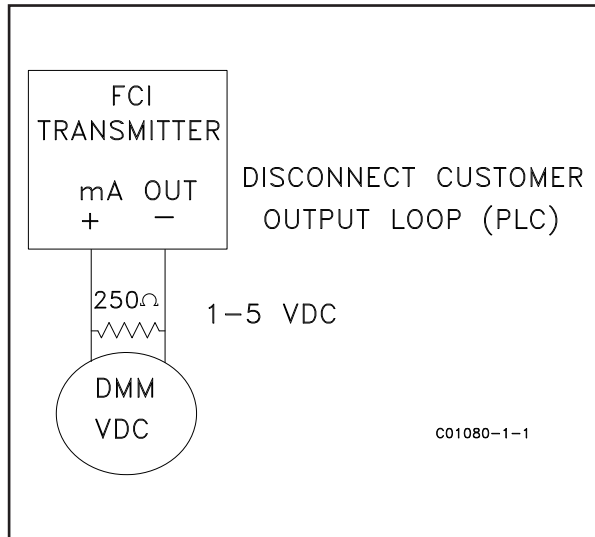 FCI
TRANSMITTER
mA OUT
+ −
DISCONNECT CUSTOMER
OUTPUT LOOP (PLC)
250Ω
1−5 VDC
DMM
VDC
C01080−1−1